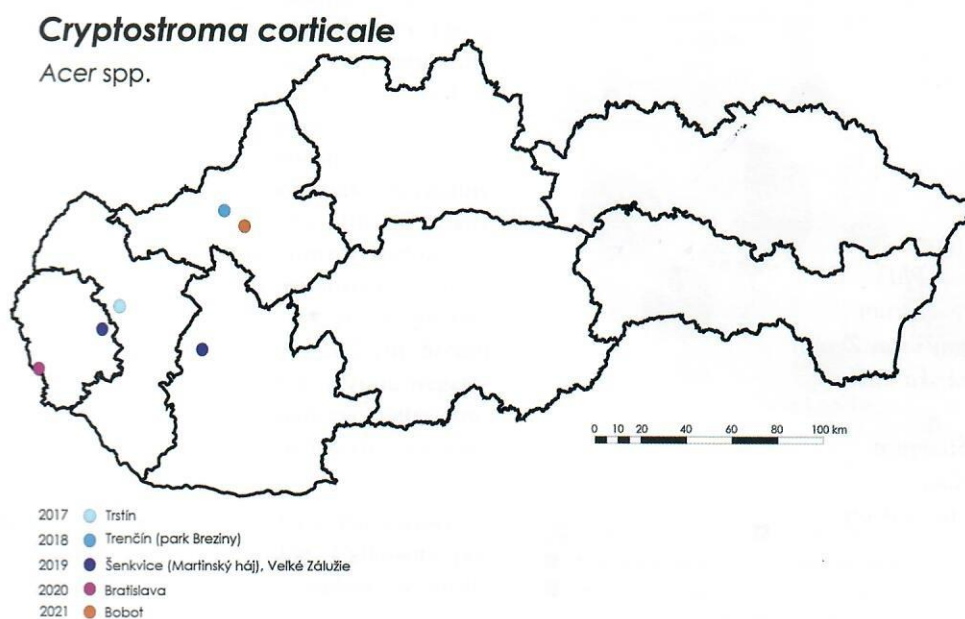 Cryptostroma corticale
Acer spp.
0 10 20 40 60 80 100 km
2017 Trstín
2018 Trenčín (park Breziny)
2019 Šenkvice (Martinský háj), Veľké Zálužie
2020 Bratislava
2021 Bobot